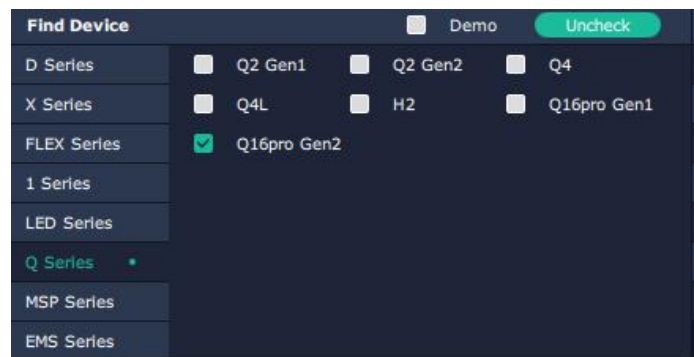 Find Device Demo Uncheck
D Series Q2 Gen1 Q2 Gen2 Q4
X Series Q4L H2 Q16pro Gen1
FLEX Series Q16pro Gen2
1 Series
LED Series
Q Series
MSP Series
EMS Series